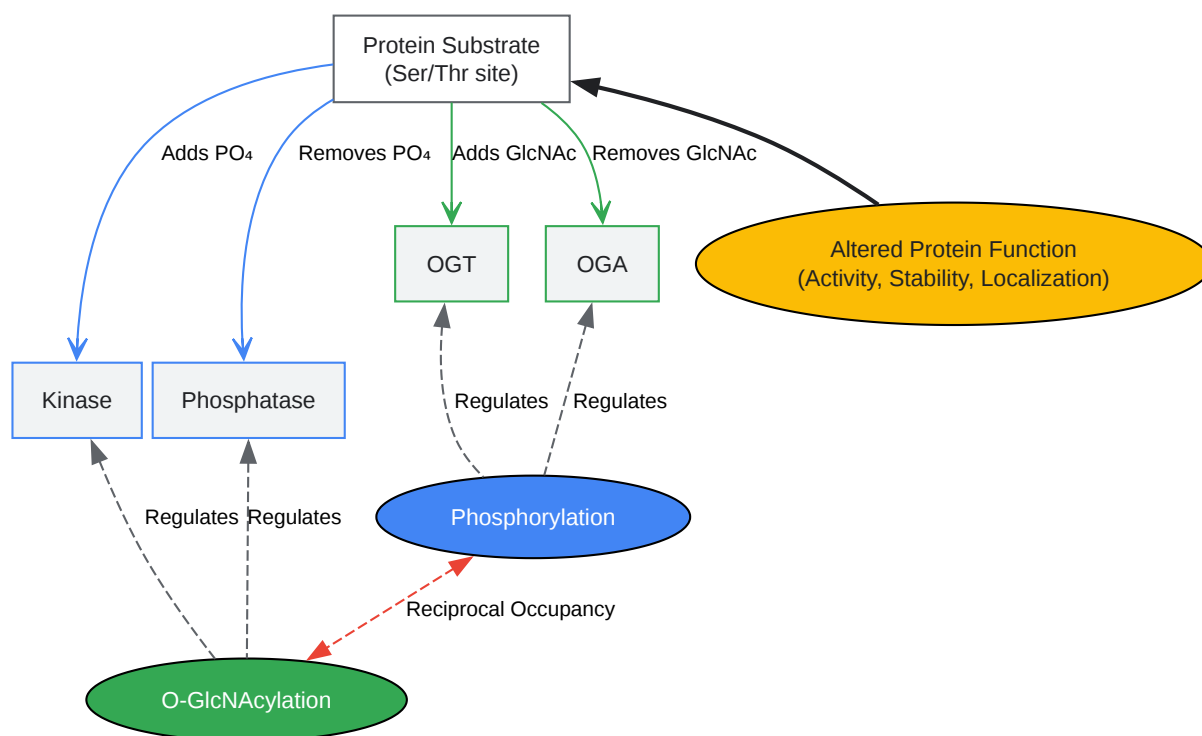 Protein Substrate
(Ser/Thr site)
Adds PO₄
Removes PO₄
Adds GlcNAc
Removes GlcNAc
OGT
OGA
Altered Protein Function
(Activity, Stability, Localization)
Kinase
Phosphatase
Regulates
Regulates
Regulates
Regulates
Phosphorylation
Reciprocal Occupancy
O-GlcNAcylation